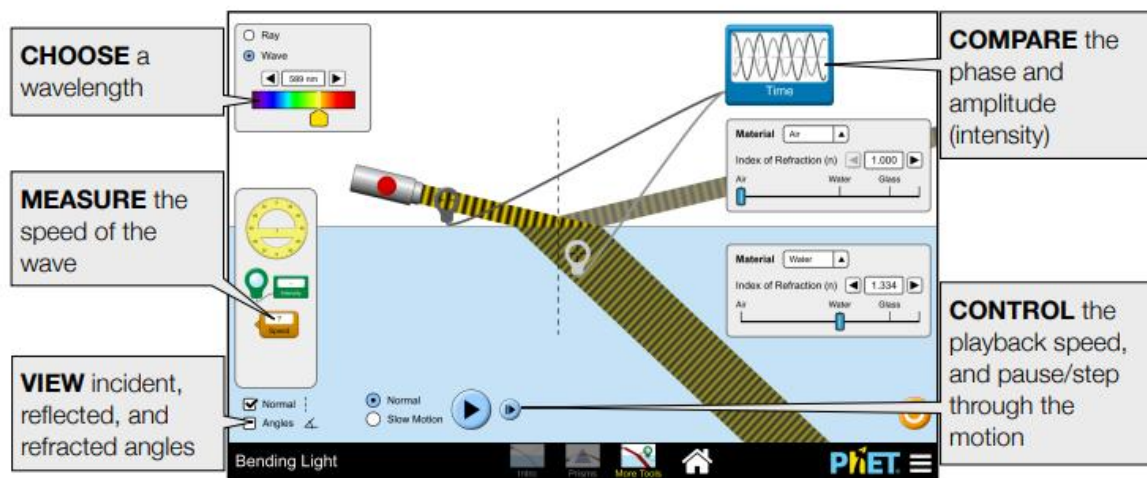 CHOOSE a
wavelength
MEASURE the
speed of the
wave
VIEW incident,
reflected, and
refracted angles
Ray
Wave
589 nm
Intensity
?
Speed
Normal
Angles
Normal
Slow Motion
Time
Material Air
Index of Refraction (n) 1.000
Air Water Glass
Material Water
Index of Refraction (n) 1.334
Air Water Glass
Bending Light
Intro Prisms More Tools
PhET
COMPARE the
phase and
amplitude
(intensity)
CONTROL the
playback speed,
and pause/step
through the
motion